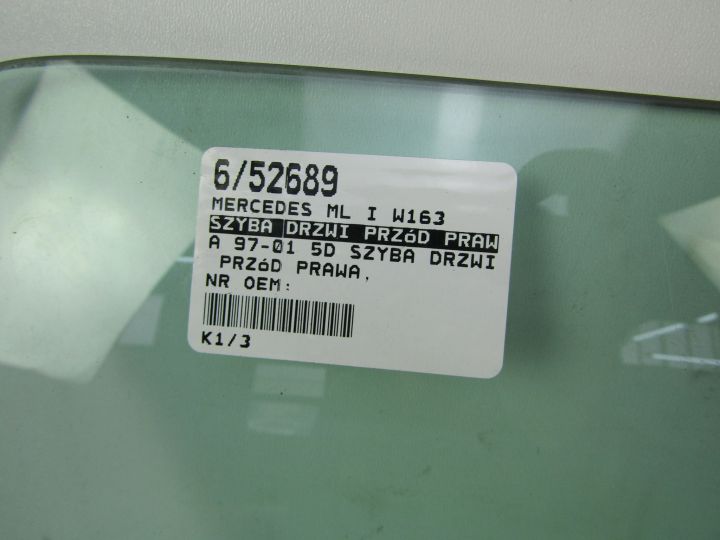 6/52689
MERCEDES ML I W163
SZYBA DRZWI PRZóD PRAW
A 97-01 5D SZYBA DRZWI
PRZóD PRAWA,
NR OEM:
K1/3